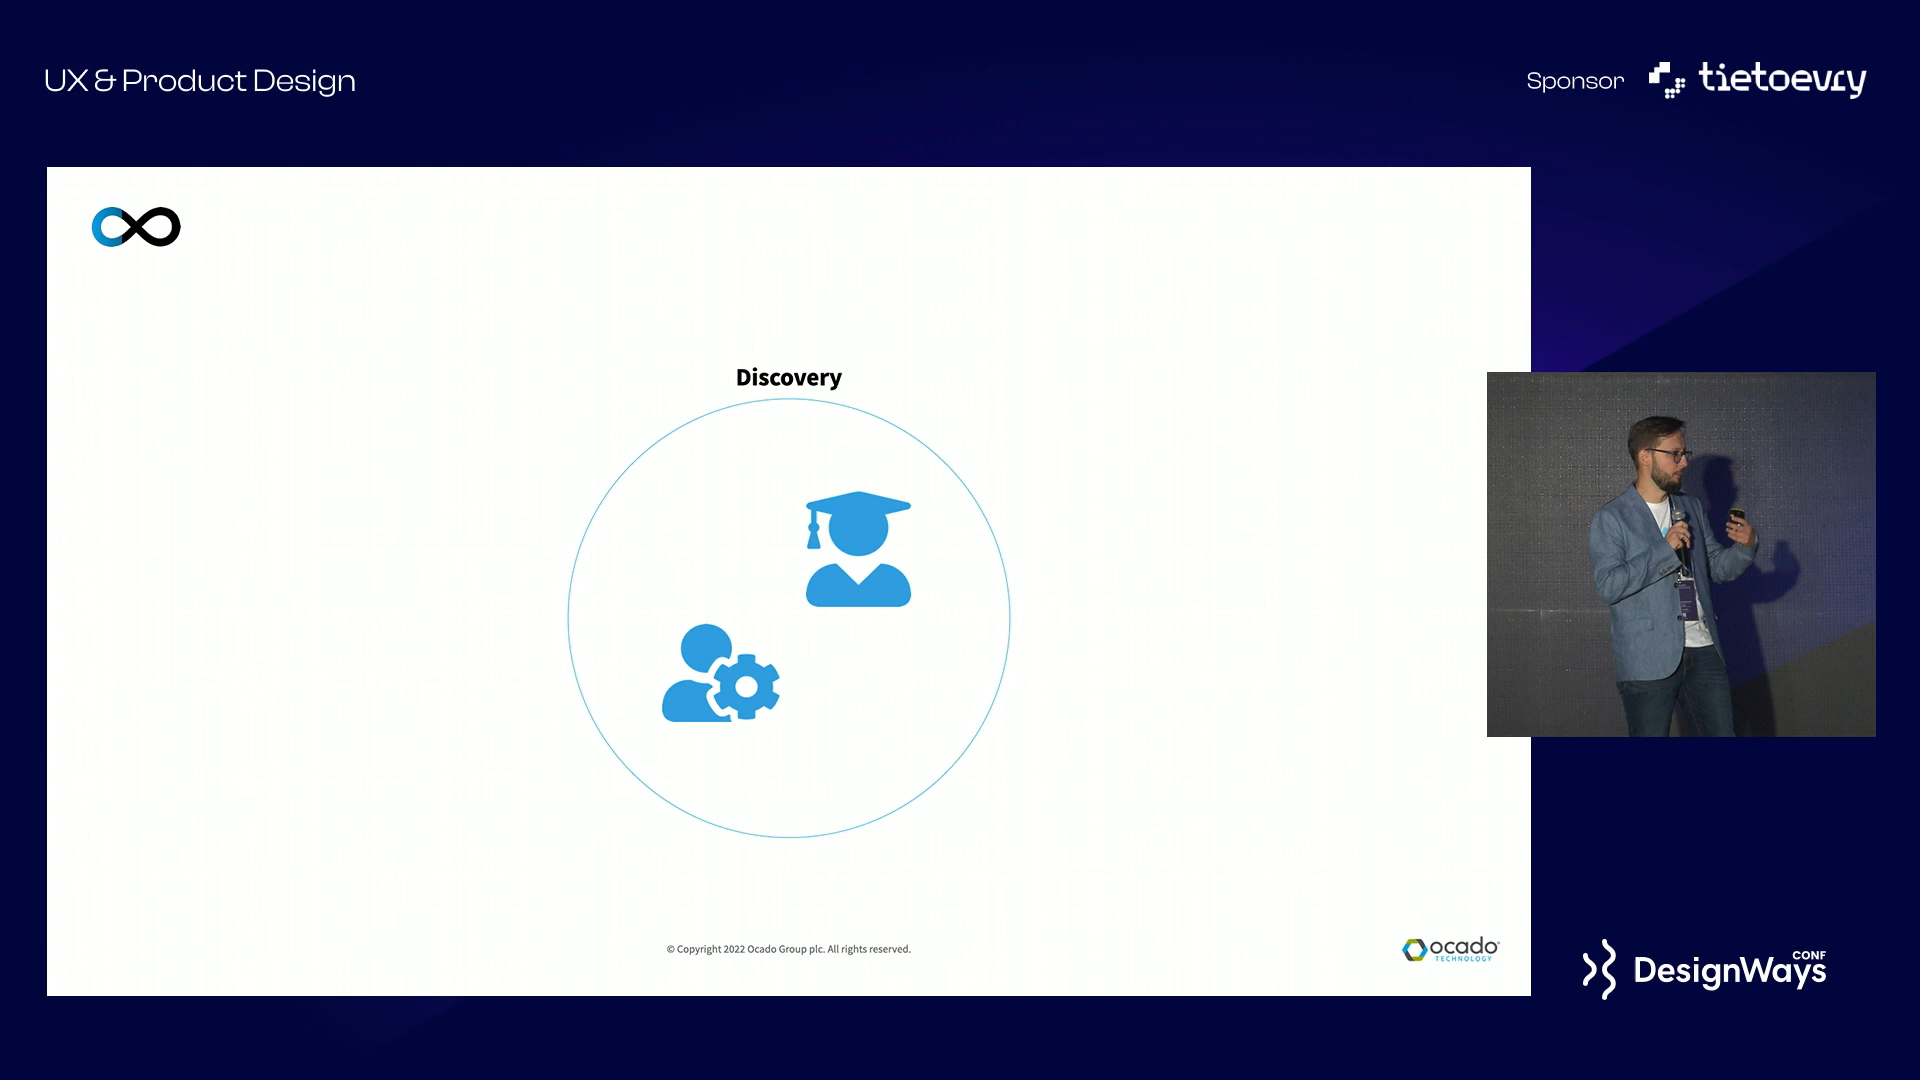 UX & Product Design
Sponsor tietoevry
Discovery
© Copyright 2022 Ocado Group plc. All rights reserved.
ocado
TECHNOLOGY
DesignWays CONF